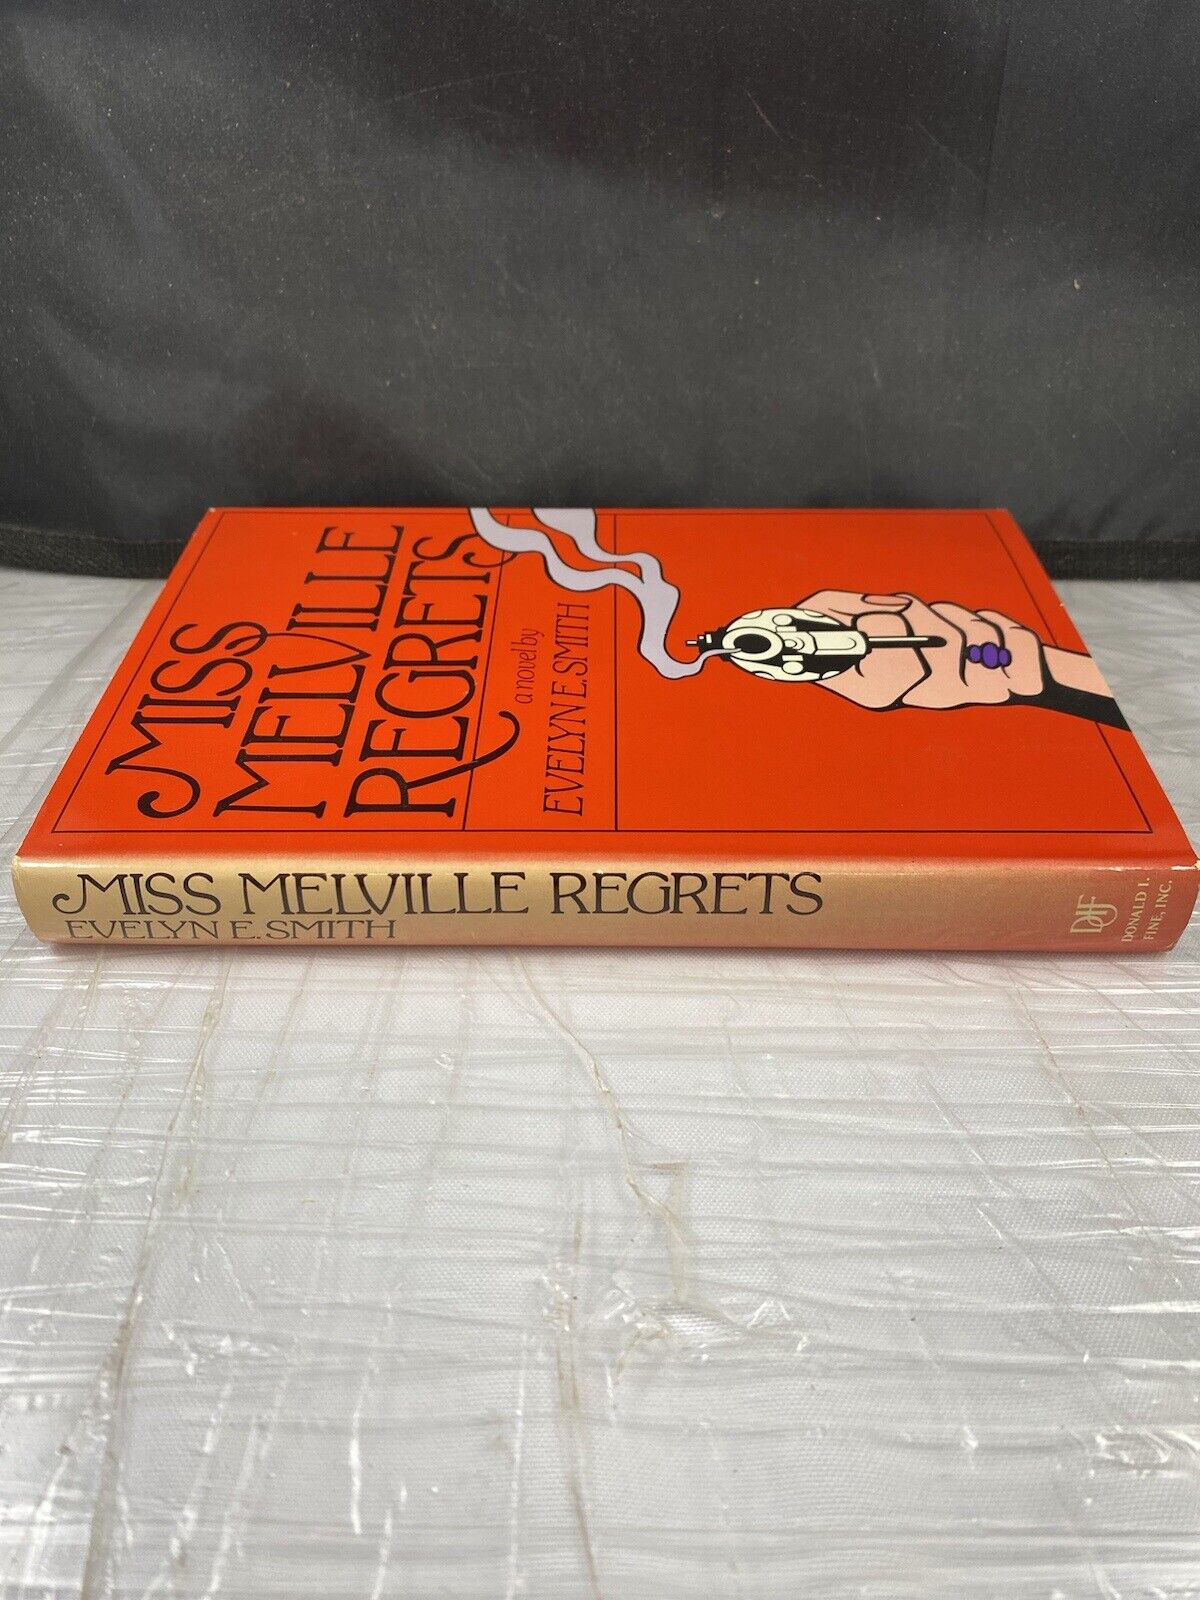 MISS
MELVILLE
REGRETS
a novel by
EVELYN E. SMITH
MISS MELVILLE REGRETS
EVELYN E. SMITH
DIF
DONALD I.
FINE, INC.